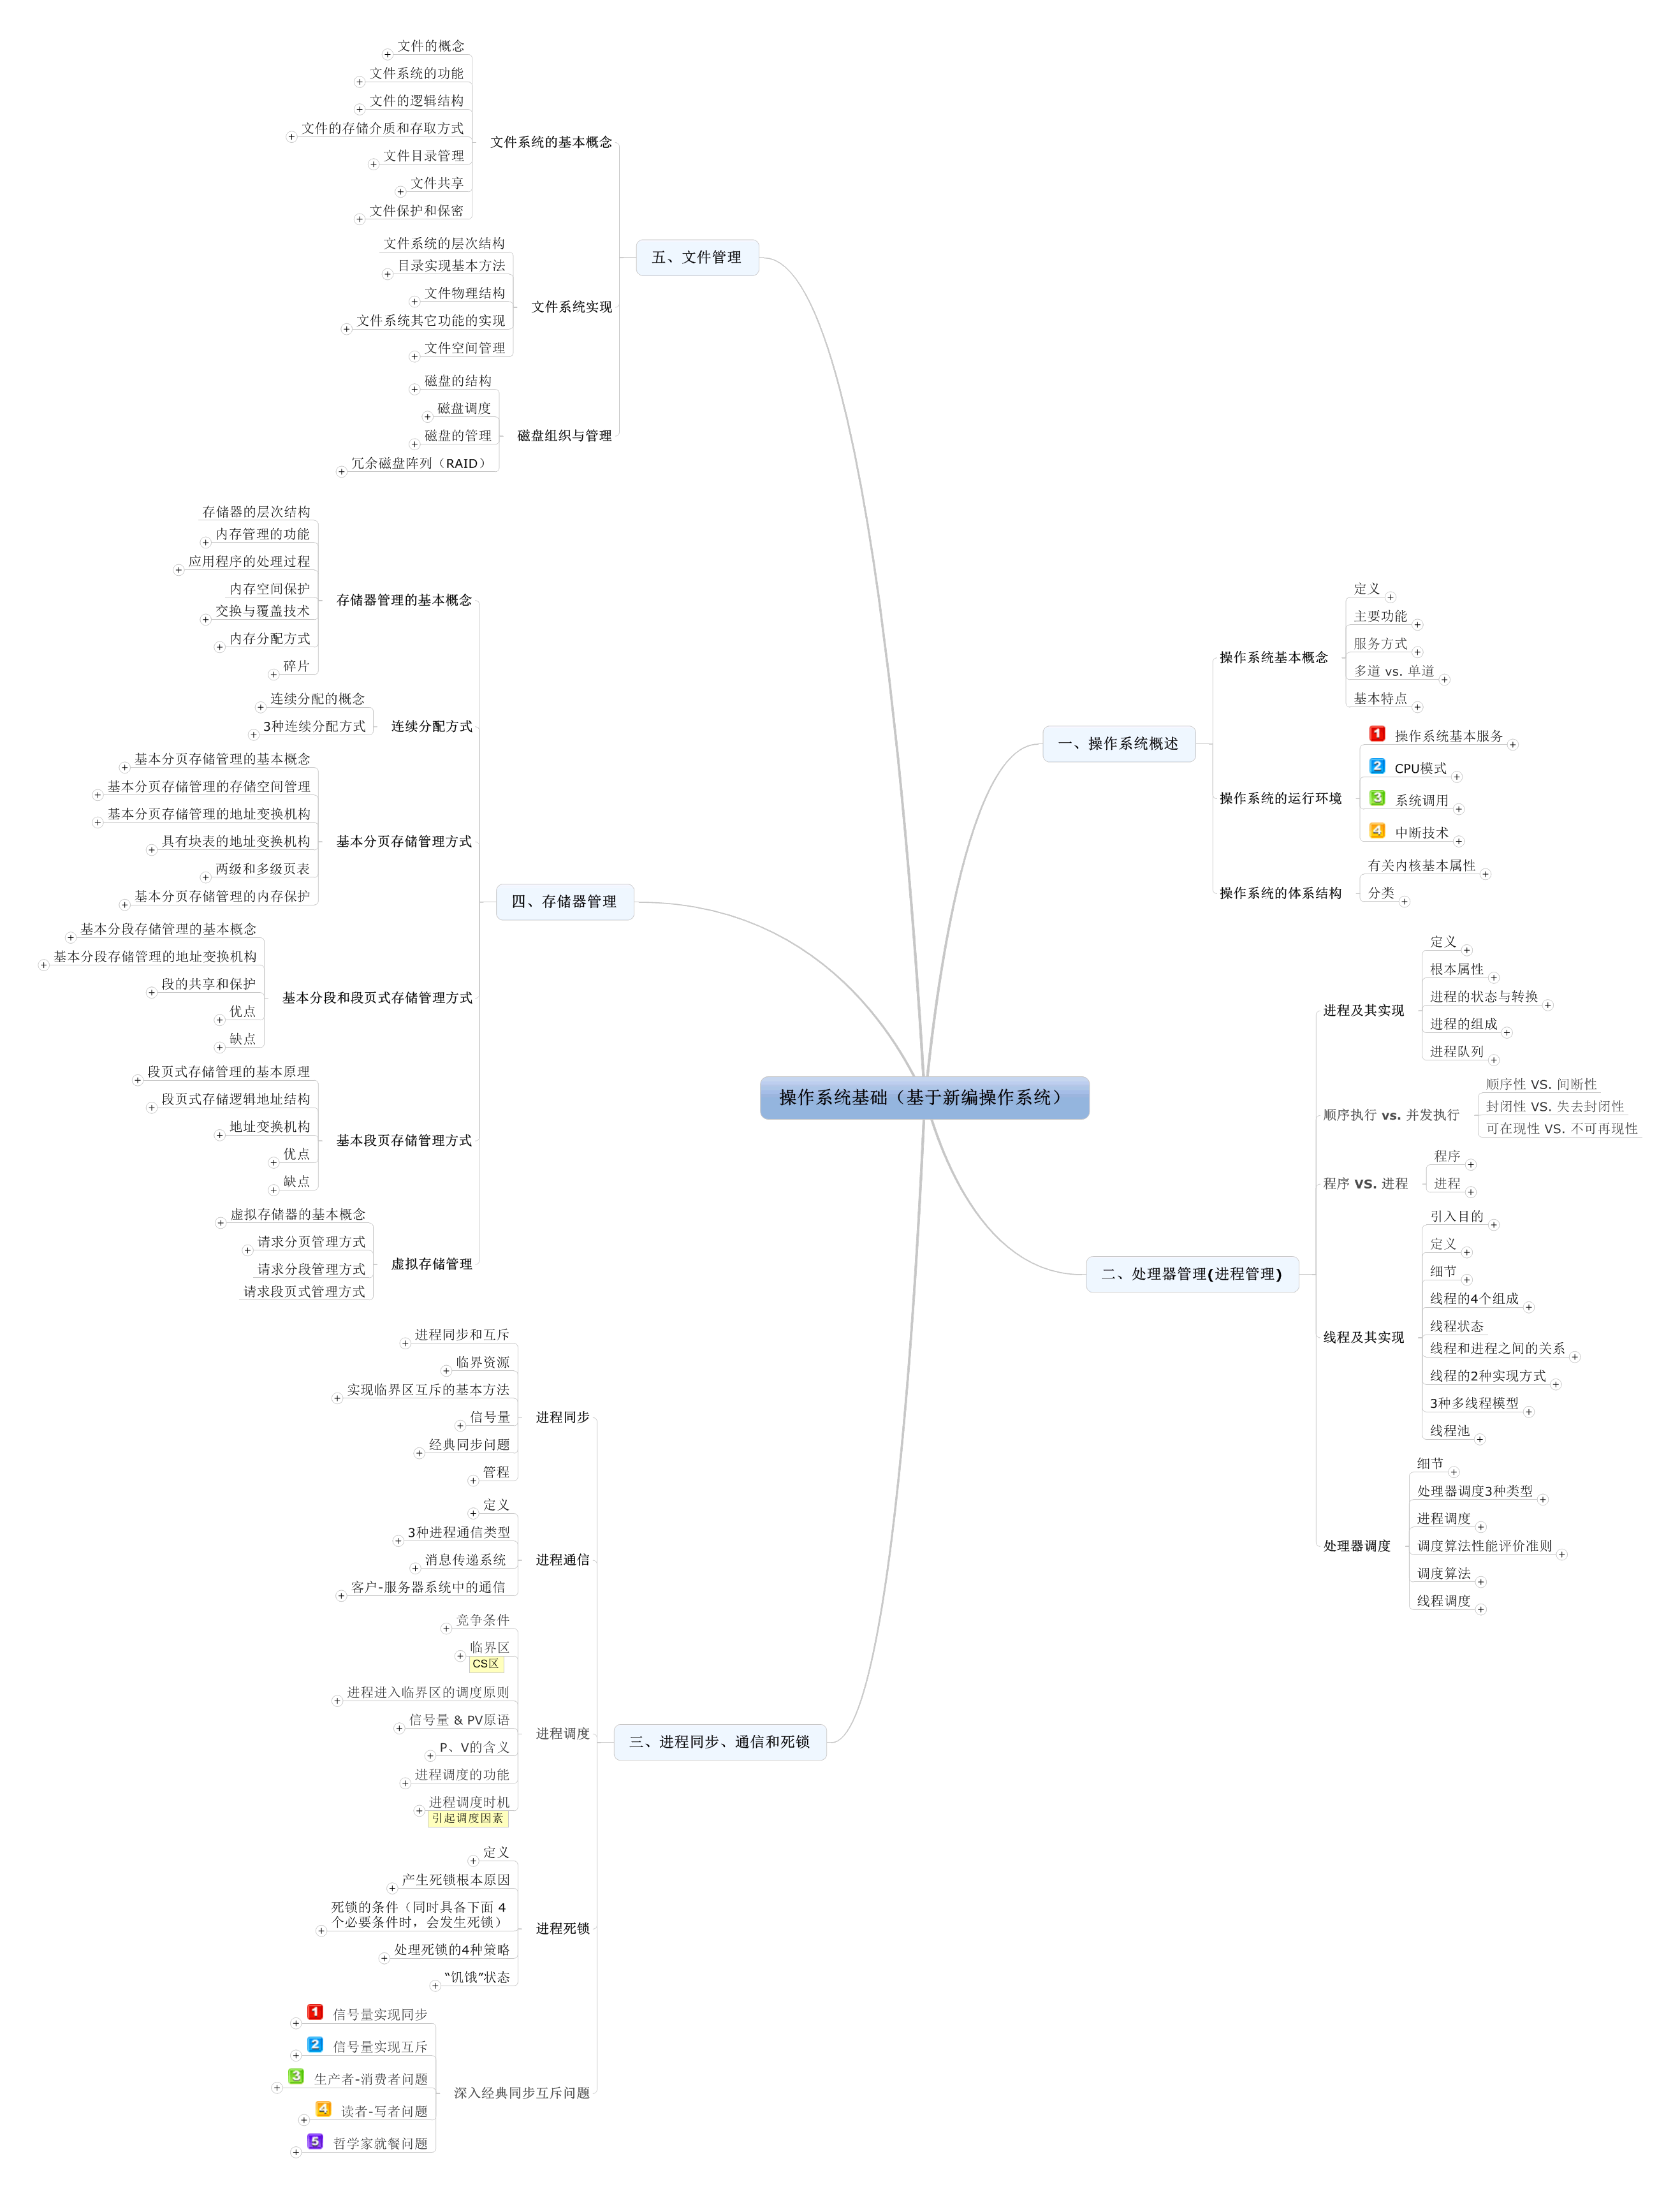 操作系统基础（基于新编操作系统）
一、操作系统概述
操作系统基本概念
定义
主要功能
服务方式
多道 vs. 单道
基本特点
操作系统的运行环境
1 操作系统基本服务
2 CPU模式
3 系统调用
4 中断技术
操作系统的体系结构
有关内核基本属性
分类
二、处理器管理(进程管理)
进程及其实现
定义
根本属性
进程的状态与转换
进程的组成
进程队列
顺序执行 vs. 并发执行
顺序性 VS. 间断性
封闭性 VS. 失去封闭性
可在现性 VS. 不可再现性
程序 VS. 进程
程序
进程
线程及其实现
引入目的
定义
细节
线程的4个组成
线程状态
线程和进程之间的关系
线程的2种实现方式
3种多线程模型
线程池
处理器调度
细节
处理器调度3种类型
进程调度
调度算法性能评价准则
调度算法
线程调度
三、进程同步、通信和死锁
进程同步
进程同步和互斥
临界资源
实现临界区互斥的基本方法
信号量
经典同步问题
管程
进程通信
定义
3种进程通信类型
消息传递系统
客户-服务器系统中的通信
进程调度
竞争条件
临界区
CS区
进程进入临界区的调度原则
信号量 & PV原语
P、V的含义
进程调度的功能
进程调度时机
引起调度因素
进程死锁
定义
产生死锁根本原因
死锁的条件（同时具备下面 4
个必要条件时，会发生死锁）
处理死锁的4种策略
“饥饿”状态
深入经典同步互斥问题
1 信号量实现同步
2 信号量实现互斥
3 生产者-消费者问题
4 读者-写者问题
5 哲学家就餐问题
四、存储器管理
存储器管理的基本概念
存储器的层次结构
内存管理的功能
应用程序的处理过程
内存空间保护
交换与覆盖技术
内存分配方式
碎片
连续分配方式
连续分配的概念
3种连续分配方式
基本分页存储管理方式
基本分页存储管理的基本概念
基本分页存储管理的存储空间管理
基本分页存储管理的地址变换机构
具有块表的地址变换机构
两级和多级页表
基本分页存储管理的内存保护
基本分段和段页式存储管理方式
基本分段存储管理的基本概念
基本分段存储管理的地址变换机构
段的共享和保护
优点
缺点
基本段页存储管理方式
段页式存储管理的基本原理
段页式存储逻辑地址结构
地址变换机构
优点
缺点
虚拟存储管理
虚拟存储器的基本概念
请求分页管理方式
请求分段管理方式
请求段页式管理方式
五、文件管理
文件系统的基本概念
文件的概念
文件系统的功能
文件的逻辑结构
文件的存储介质和存取方式
文件目录管理
文件共享
文件保护和保密
文件系统实现
文件系统的层次结构
目录实现基本方法
文件物理结构
文件系统其它功能的实现
文件空间管理
磁盘组织与管理
磁盘的结构
磁盘调度
磁盘的管理
冗余磁盘阵列（RAID）